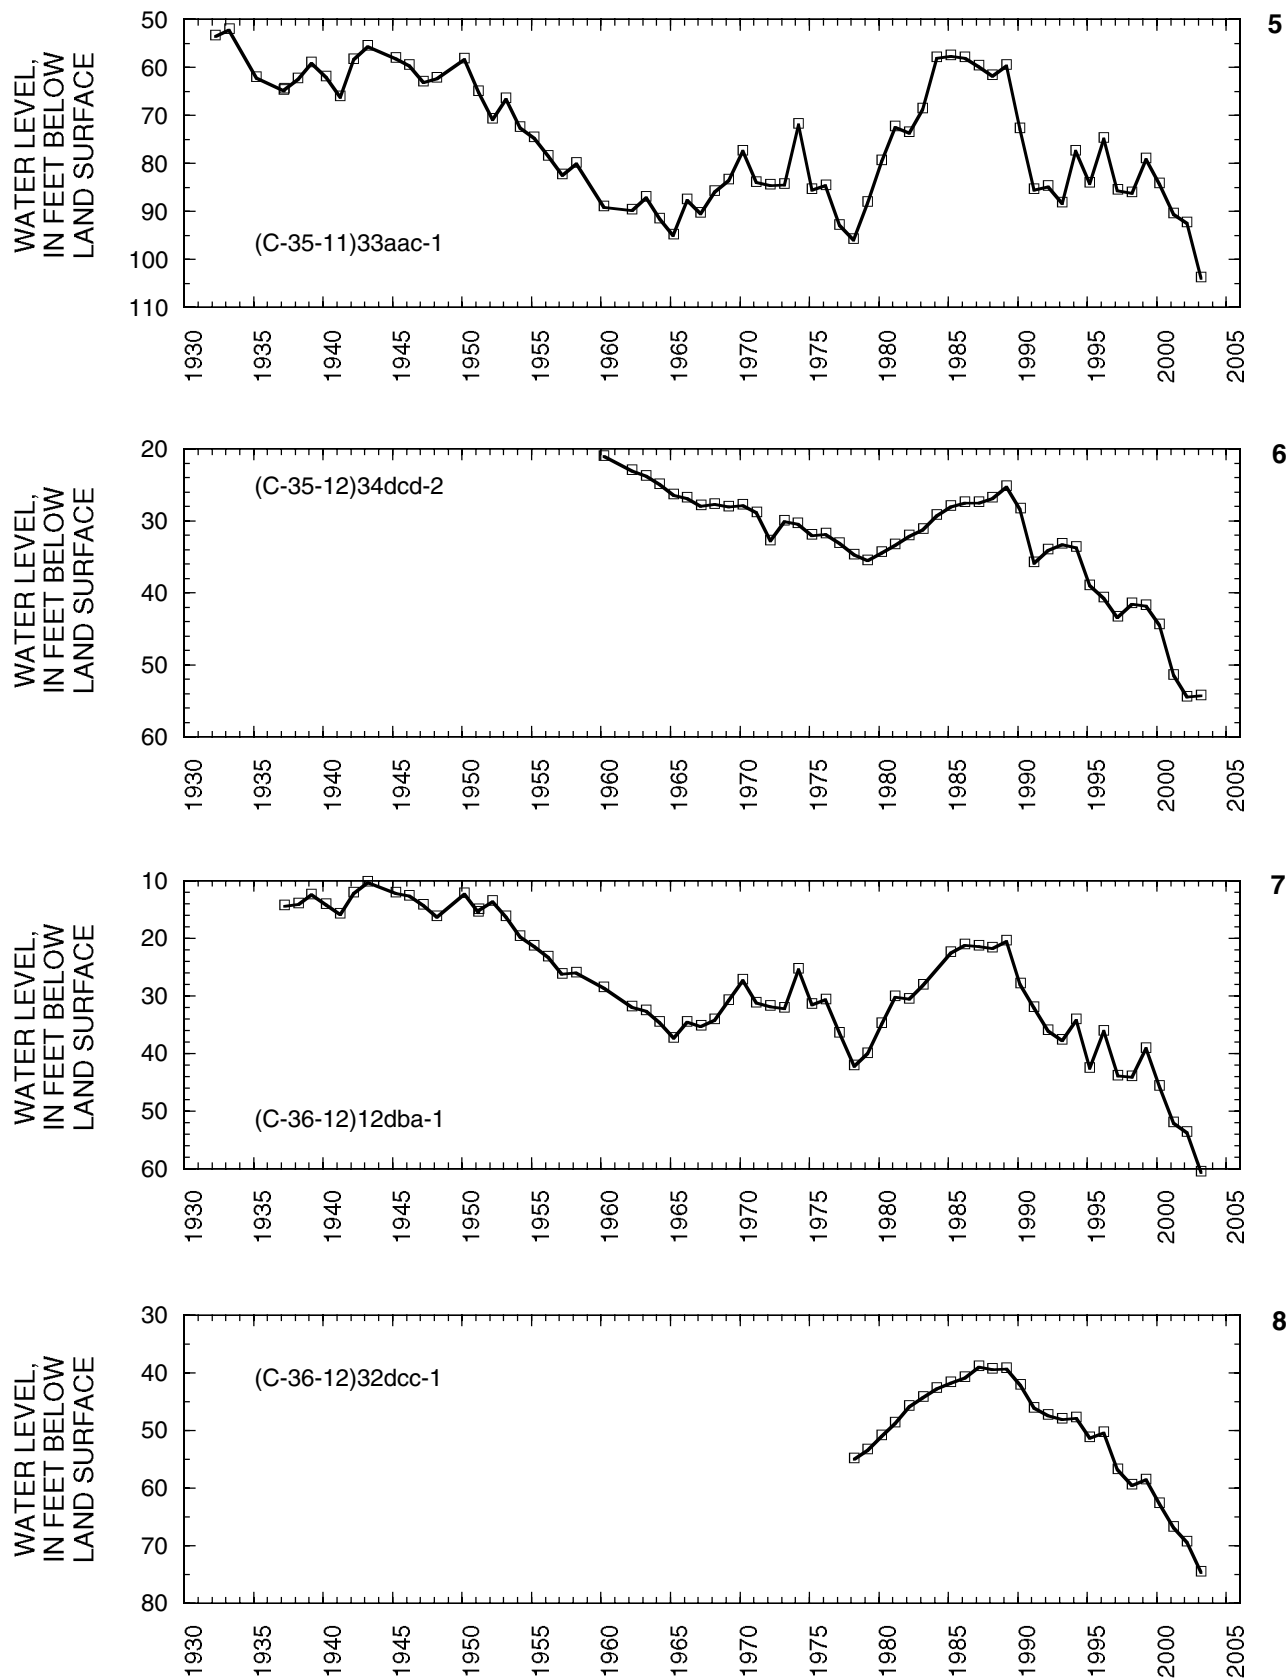 5
WATER LEVEL,
IN FEET BELOW
LAND SURFACE
50
60
70
80
90
100
110
(C-35-11)33aac-1
1930 1935 1940 1945 1950 1955 1960 1965 1970 1975 1980 1985 1990 1995 2000 2005
6
WATER LEVEL,
IN FEET BELOW
LAND SURFACE
20
30
40
50
60
(C-35-12)34dcd-2
1930 1935 1940 1945 1950 1955 1960 1965 1970 1975 1980 1985 1990 1995 2000 2005
7
WATER LEVEL,
IN FEET BELOW
LAND SURFACE
10
20
30
40
50
60
(C-36-12)12dba-1
1930 1935 1940 1945 1950 1955 1960 1965 1970 1975 1980 1985 1990 1995 2000 2005
8
WATER LEVEL,
IN FEET BELOW
LAND SURFACE
30
40
50
60
70
80
(C-36-12)32dcc-1
1930 1935 1940 1945 1950 1955 1960 1965 1970 1975 1980 1985 1990 1995 2000 2005